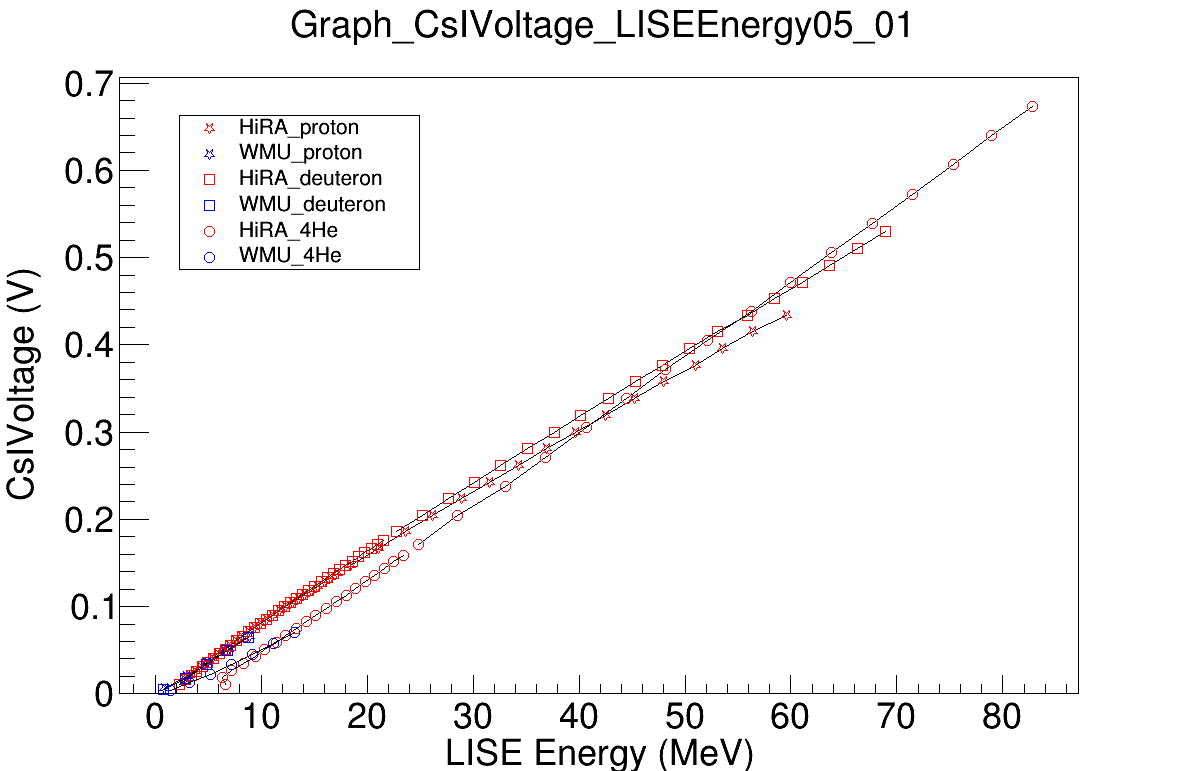 Graph_CsIVoltage_LISEEnergy05_01
CsIVoltage (V)
0.7
0.6
0.5
0.4
0.3
0.2
0.1
0
HiRA_proton
WMU_proton
HiRA_deuteron
WMU_deuteron
HiRA_4He
WMU_4He
0 10 20 30 40 50 60 70 80
LISE Energy (MeV)